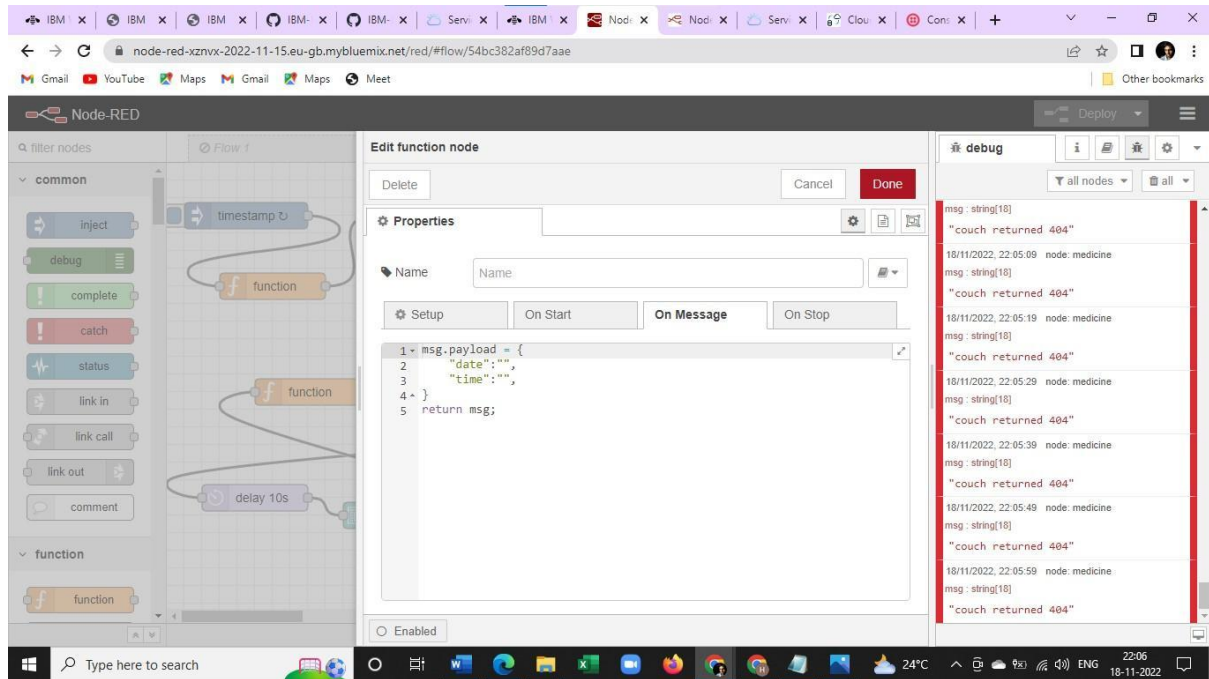 IBM
IBM
IBM
IBM-
IBM-
Servi
IBM
Node
Node
Servi
Clou
Cons
node-red-xznvx-2022-11-15.eu-gb.mybluemix.net/red/#flow/54bc382af89d7aae
Gmail YouTube Maps Gmail Maps Meet Other bookmarks
Node-RED Deploy
filter nodes
Flow 1
common
inject
debug
complete
catch
status
link in
link call
link out
comment
function
function
timestamp ↻
function
function
delay 10s
Edit function node
Delete Cancel Done
Properties
Name Name
Setup On Start On Message On Stop
1 msg.payload = {
2 "date":"",
3 "time":"",
4 }
5 return msg;
Enabled
debug i
all nodes all
msg : string[18]
"couch returned 404"
18/11/2022, 22:05:09 node: medicine
msg : string[18]
"couch returned 404"
18/11/2022, 22:05:19 node: medicine
msg : string[18]
"couch returned 404"
18/11/2022, 22:05:29 node: medicine
msg : string[18]
"couch returned 404"
18/11/2022, 22:05:39 node: medicine
msg : string[18]
"couch returned 404"
18/11/2022, 22:05:49 node: medicine
msg : string[18]
"couch returned 404"
18/11/2022, 22:05:59 node: medicine
msg : string[18]
"couch returned 404"
Type here to search
24°C
ENG
22:06
18-11-2022